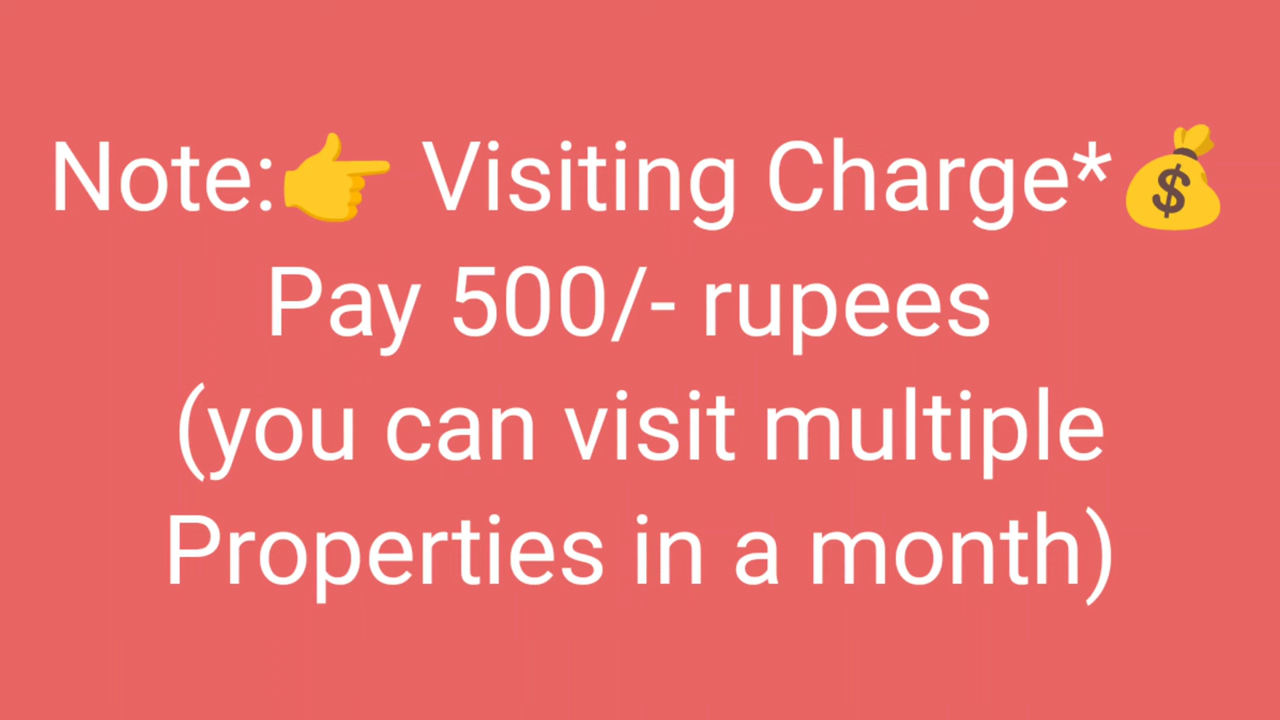 Note:👉 Visiting Charge*💰
Pay 500/- rupees
(you can visit multiple
Properties in a month)